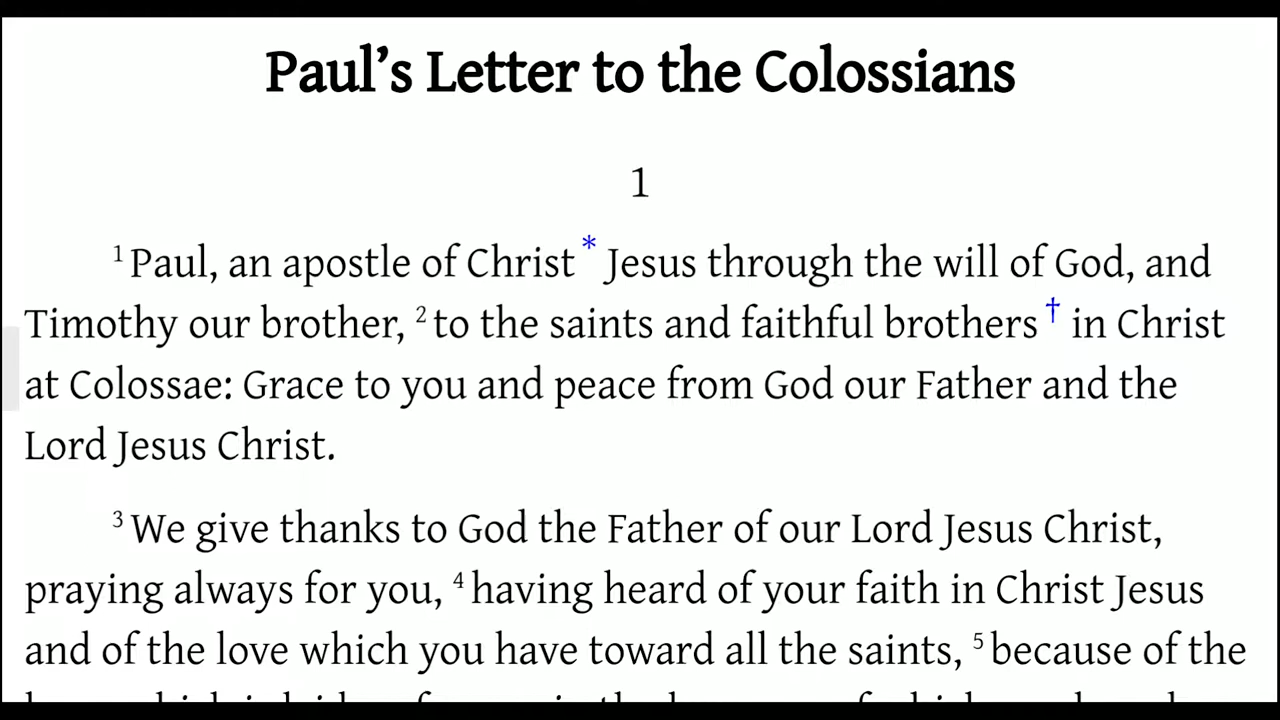 Paul’s Letter to the Colossians
1
1 Paul, an apostle of Christ * Jesus through the will of God, and
Timothy our brother, 2 to the saints and faithful brothers † in Christ
at Colossae: Grace to you and peace from God our Father and the
Lord Jesus Christ.
3 We give thanks to God the Father of our Lord Jesus Christ,
praying always for you, 4 having heard of your faith in Christ Jesus
and of the love which you have toward all the saints, 5 because of the